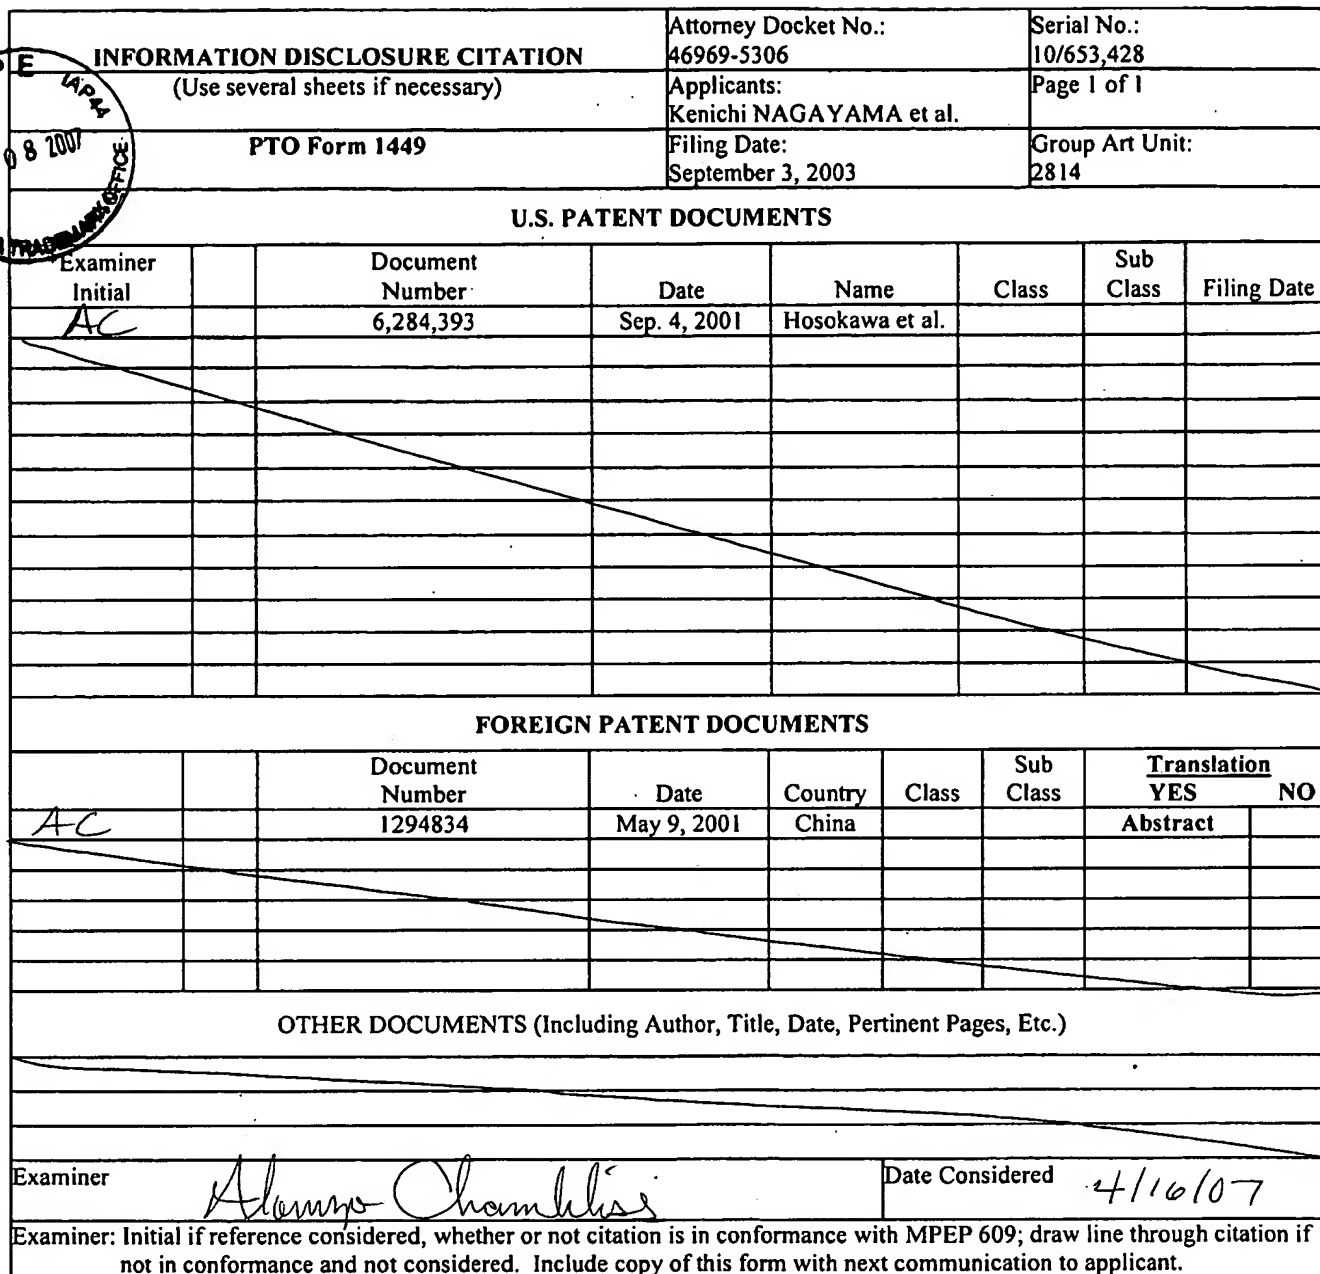 INFORMATION DISCLOSURE CITATION
(Use several sheets if necessary)
PTO Form 1449
Attorney Docket No.:
46969-5306
Serial No.:
10/653,428
Applicants:
Kenichi NAGAYAMA et al.
Page 1 of 1
Filing Date:
September 3, 2003
Group Art Unit:
2814
IAP44
08 2007
TRADEMARK OFFICE
U.S. PATENT DOCUMENTS
Examiner Initial Document Number Date Name Class Sub Class Filing Date
AC 6,284,393 Sep. 4, 2001 Hosokawa et al.
FOREIGN PATENT DOCUMENTS
Document Number Date Country Class Sub Class Translation YES NO
AC 1294834 May 9, 2001 China Abstract
OTHER DOCUMENTS (Including Author, Title, Date, Pertinent Pages, Etc.)
Examiner Alonzo Chambliss Date Considered 4/16/07
Examiner: Initial if reference considered, whether or not citation is in conformance with MPEP 609; draw line through citation if
not in conformance and not considered. Include copy of this form with next communication to applicant.